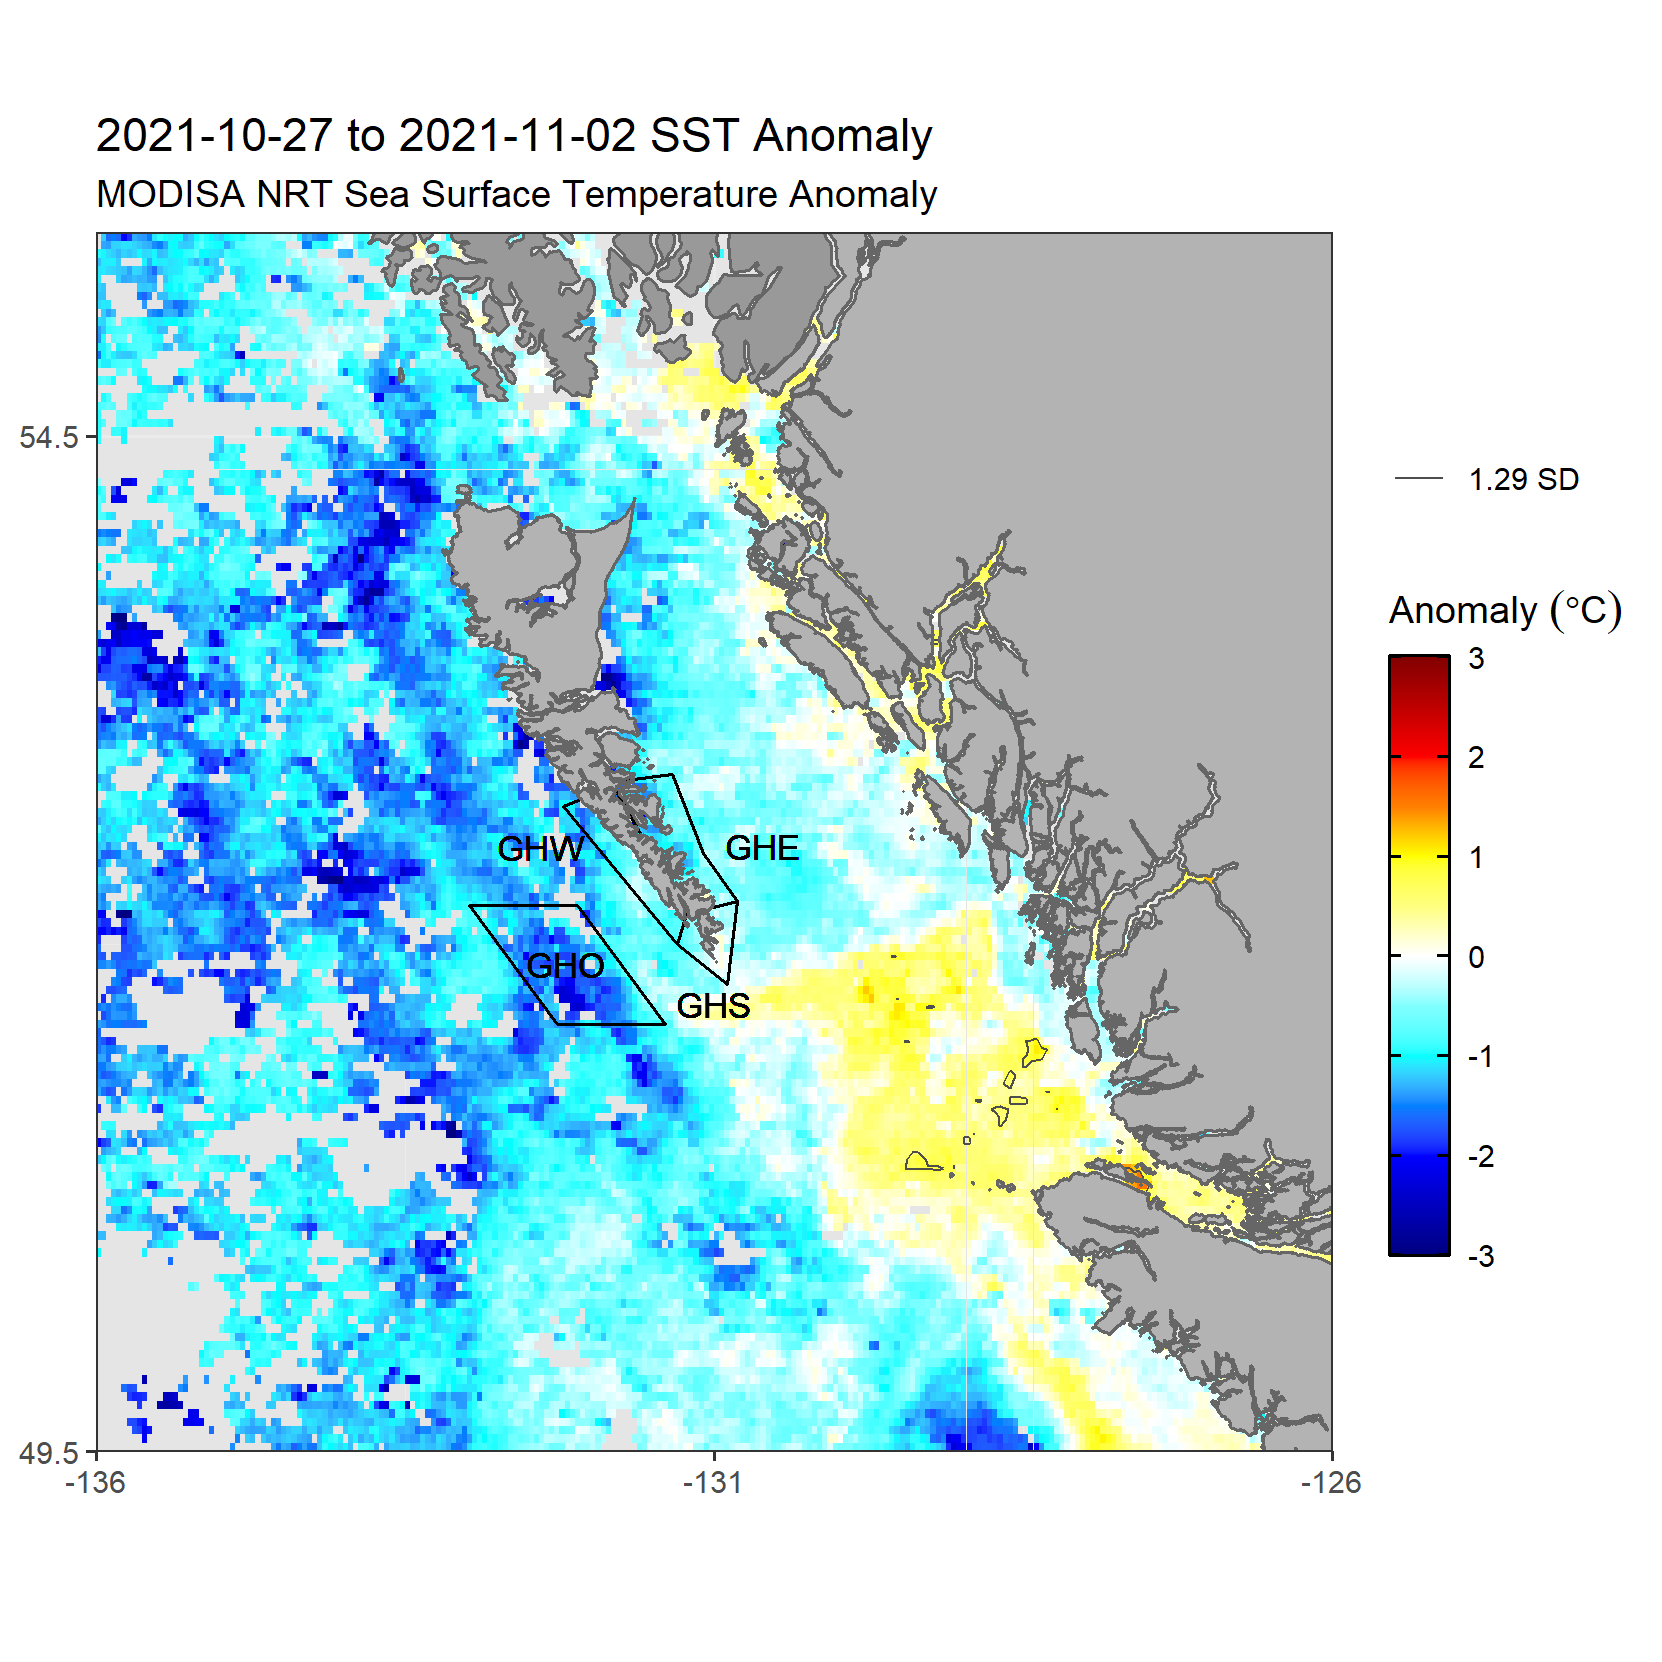 2021-10-27 to 2021-11-02 SST Anomaly
MODISA NRT Sea Surface Temperature Anomaly
54.5
49.5
-136
-131
-126
GHW
GHE
GHO
GHS
1.29 SD
Anomaly (°C)
3
2
1
0
-1
-2
-3